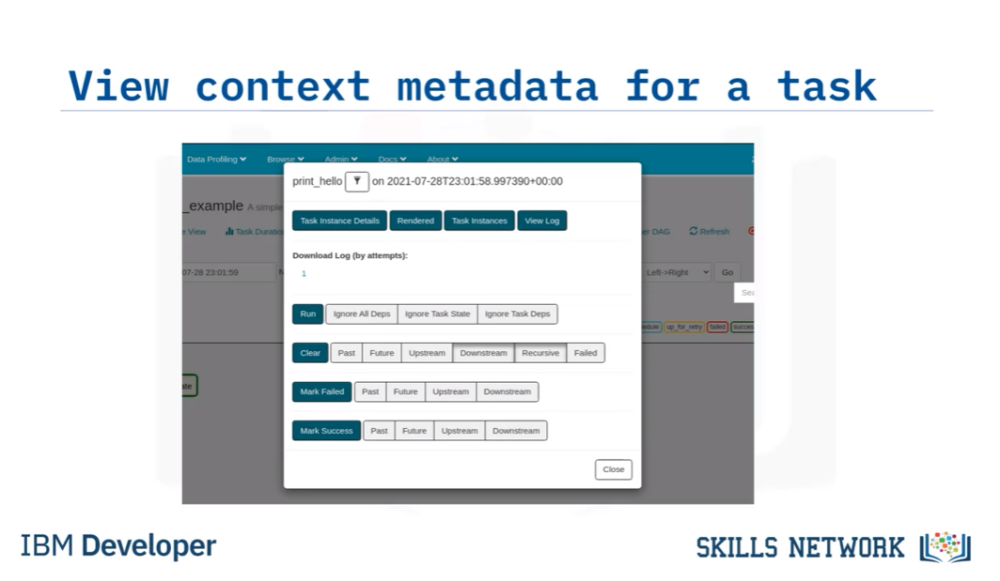 View context metadata for a task
Data Profiling Browse Admin Docs About
print_hello on 2021-07-28T23:01:58.997390+00:00
_example A simple
Task Instance Details Rendered Task Instances View Log
View Task Duration er DAG Refresh
Download Log (by attempts):
07-28 23:01:59 Left->Right Go
1
Run Ignore All Deps Ignore Task State Ignore Task Deps
up_for_retry failed
Clear Past Future Upstream Downstream Recursive Failed
Mark Failed Past Future Upstream Downstream
Mark Success Past Future Upstream Downstream
Close
IBM Developer
SKILLS NETWORK